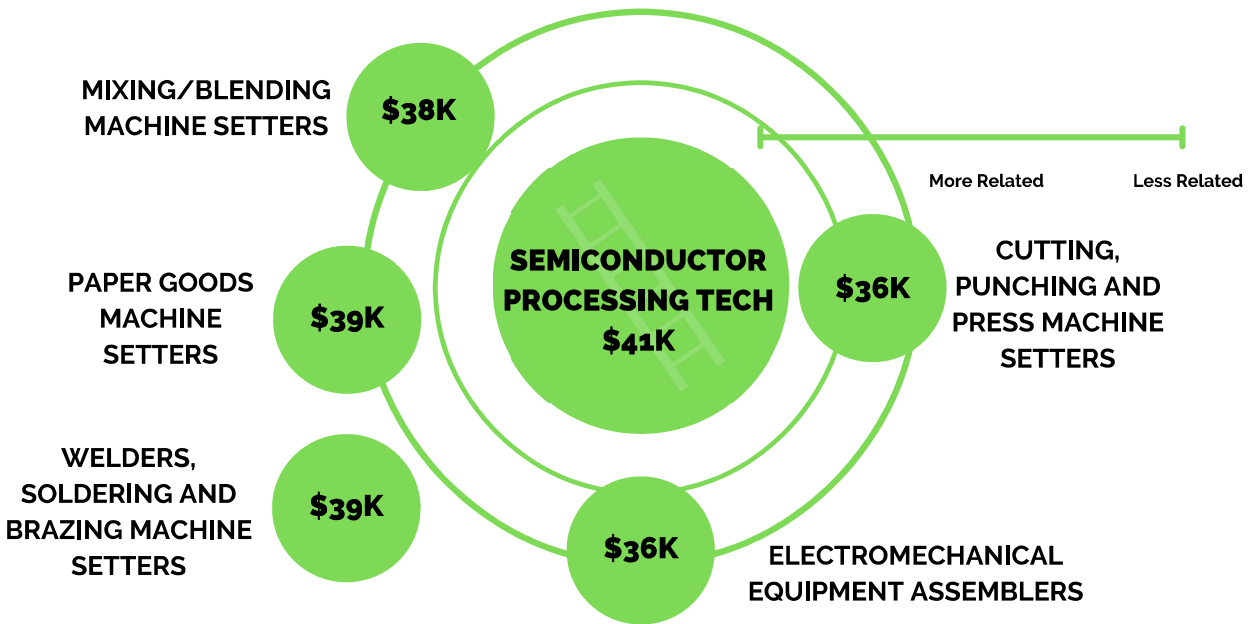 MIXING/BLENDING
MACHINE SETTERS
$38K
More Related
Less Related
SEMICONDUCTOR
PROCESSING TECH
$41K
$36K
CUTTING,
PUNCHING AND
PRESS MACHINE
SETTERS
PAPER GOODS
MACHINE
SETTERS
$39K
WELDERS,
SOLDERING AND
BRAZING MACHINE
SETTERS
$39K
$36K
ELECTROMECHANICAL
EQUIPMENT ASSEMBLERS